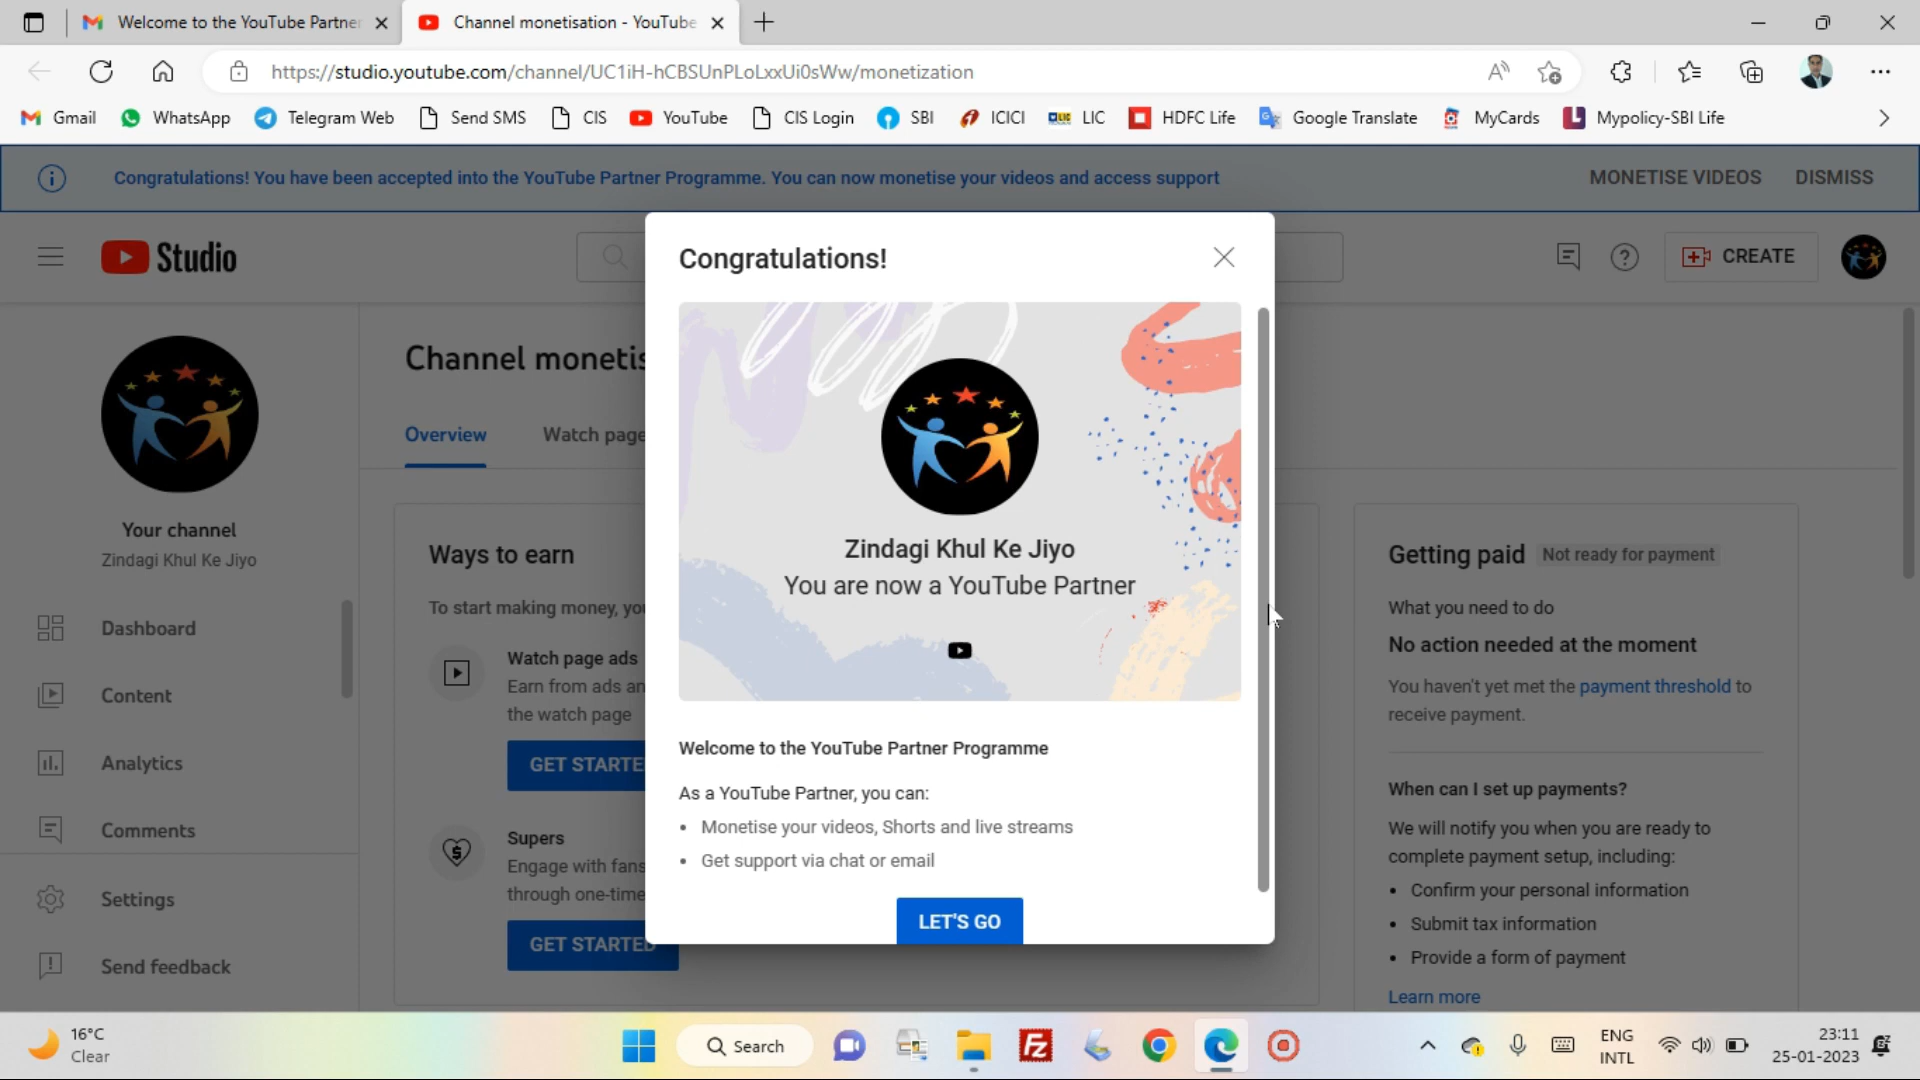 Welcome to the YouTube Partner
Channel monetisation - YouTube
https://studio.youtube.com/channel/UC1iH-hCBSUnPLoLxxUi0sWw/monetization
Gmail WhatsApp Telegram Web Send SMS CIS YouTube CIS Login SBI ICICI LIC HDFC Life Google Translate MyCards Mypolicy-SBI Life
Congratulations! You have been accepted into the YouTube Partner Programme. You can now monetise your videos and access support MONETISE VIDEOS DISMISS
Studio
CREATE
Your channel
Zindagi Khul Ke Jiyo
Dashboard
Content
Analytics
Comments
Settings
Send feedback
Channel monetis
Overview Watch page
Ways to earn
To start making money, you
Watch page ads
Earn from ads an
the watch page
GET STARTE
Supers
Engage with fans
through one-time
GET STARTED
Congratulations!
Zindagi Khul Ke Jiyo
You are now a YouTube Partner
Welcome to the YouTube Partner Programme
As a YouTube Partner, you can:
• Monetise your videos, Shorts and live streams
• Get support via chat or email
LET'S GO
Getting paid Not ready for payment
What you need to do
No action needed at the moment
You haven't yet met the payment threshold to
receive payment.
When can I set up payments?
We will notify you when you are ready to
complete payment setup, including:
• Confirm your personal information
• Submit tax information
• Provide a form of payment
Learn more
16°C
Clear
Search
ENG
INTL
23:11
25-01-2023